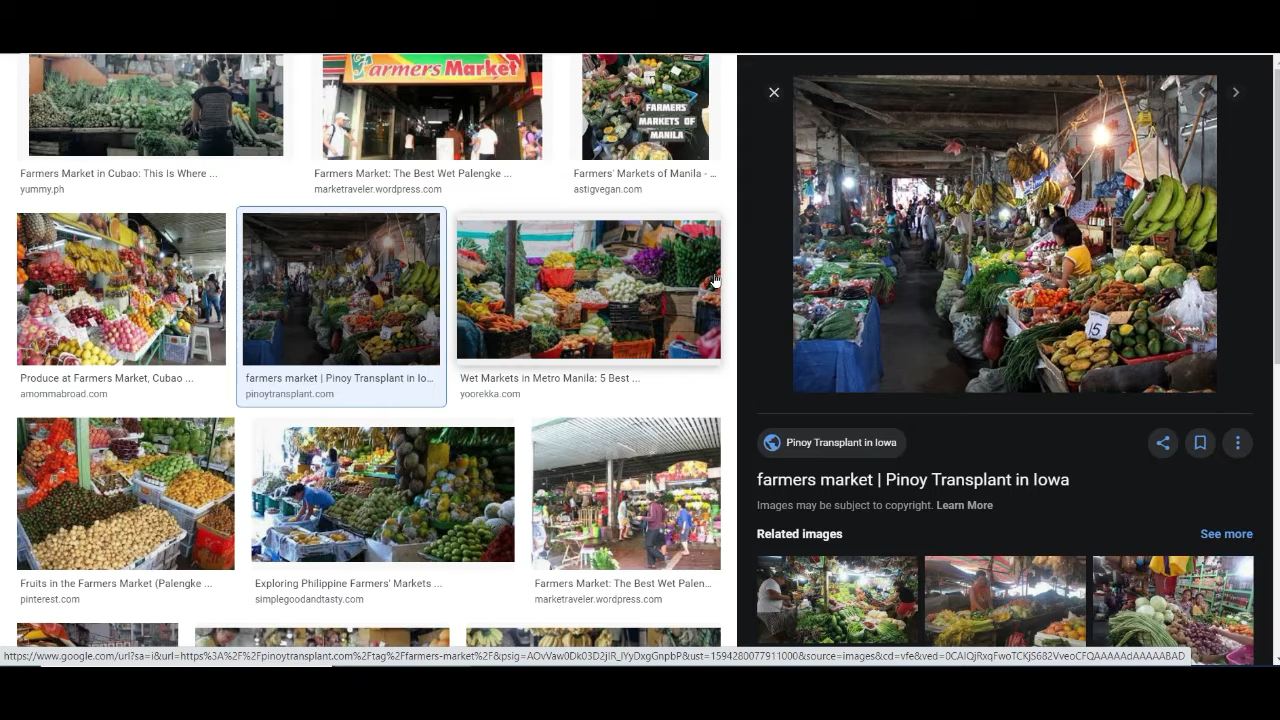 Farmers Market
FARMERS
MARKETS OF
MANILA
Farmers Market in Cubao: This Is Where ...
yummy.ph
Farmers Market: The Best Wet Palengke ...
marketraveler.wordpress.com
Farmers' Markets of Manila - ...
astigvegan.com
Produce at Farmers Market, Cubao ...
amommabroad.com
farmers market | Pinoy Transplant in Io...
pinoytransplant.com
Wet Markets in Metro Manila: 5 Best ...
yoorekka.com
Fruits in the Farmers Market (Palengke ...
pinterest.com
Exploring Philippine Farmers' Markets ...
simplegoodandtasty.com
Farmers Market: The Best Wet Palen...
marketraveler.wordpress.com
15
Pinoy Transplant in Iowa
farmers market | Pinoy Transplant in Iowa
Images may be subject to copyright. Learn More
Related images
See more